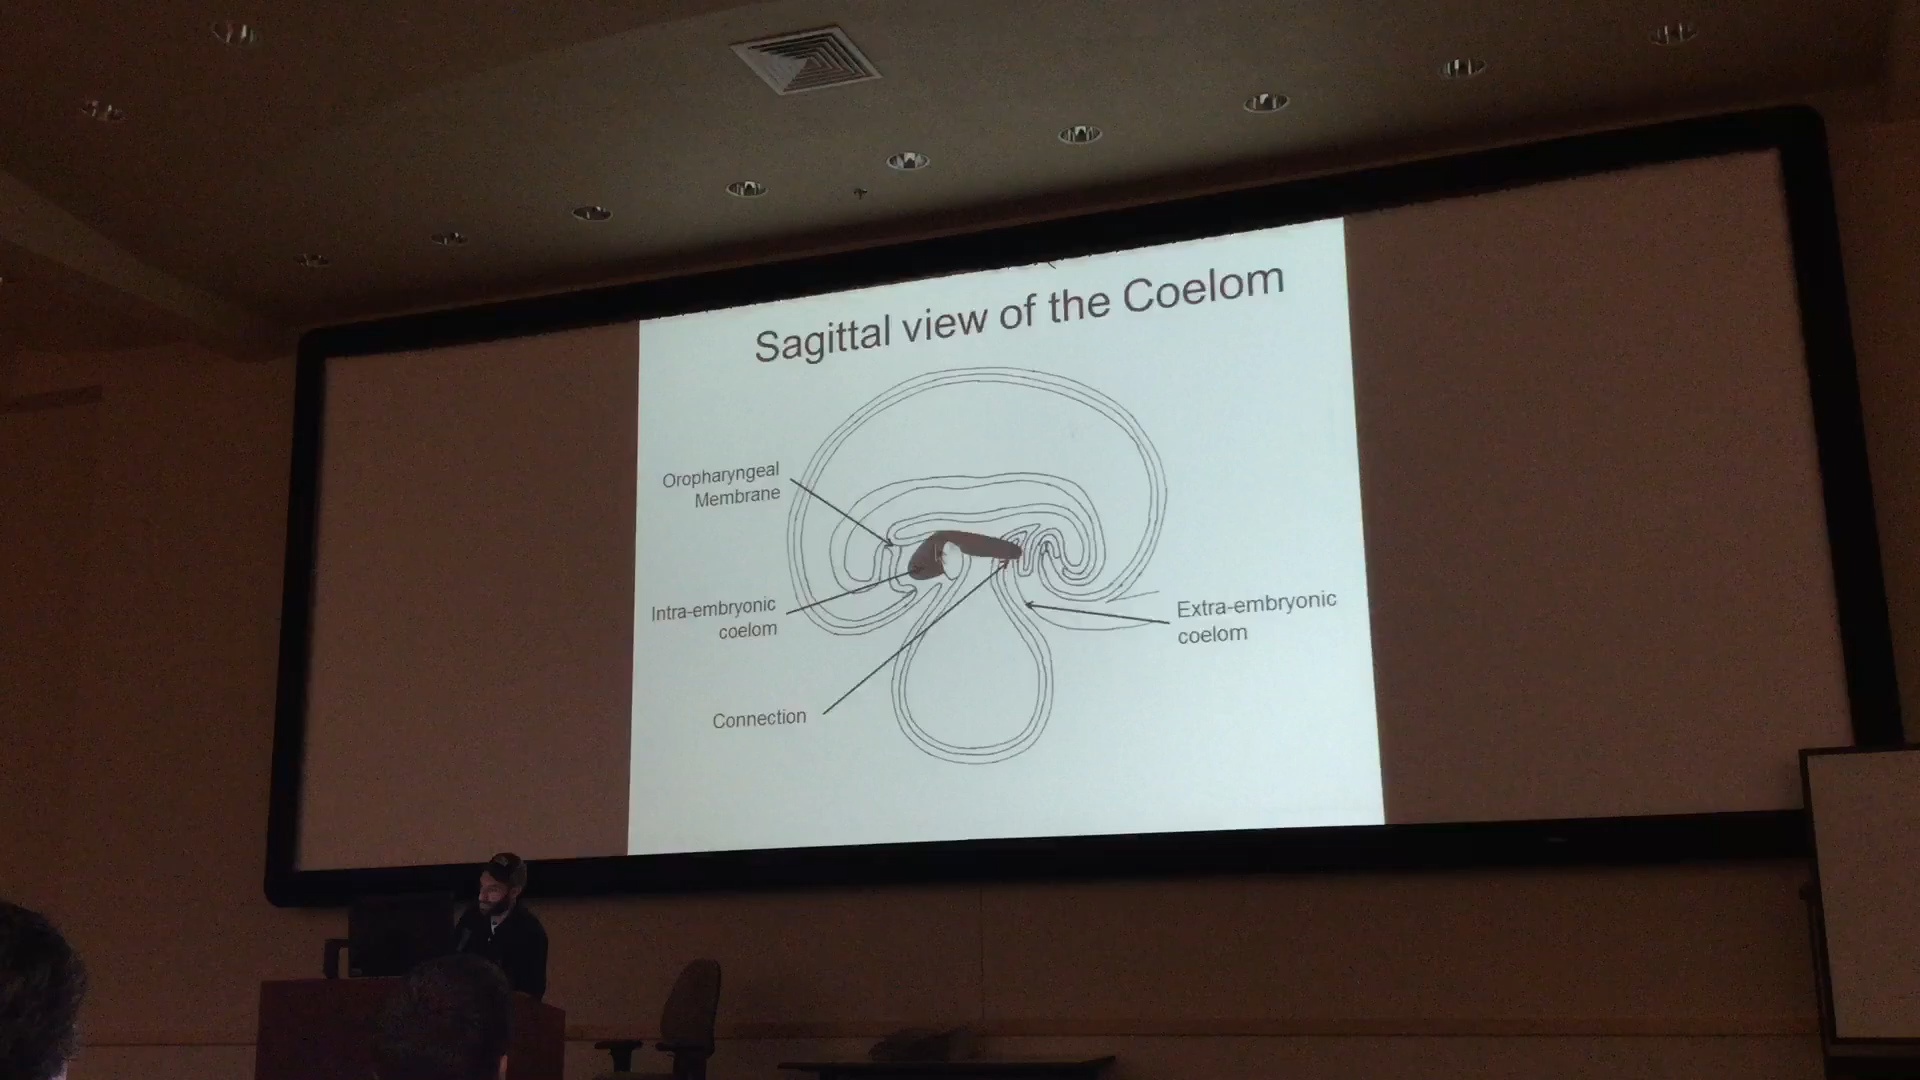 Sagittal view of the Coelom
Oropharyngeal
Membrane
Intra-embryonic
coelom
Extra-embryonic
coelom
Connection